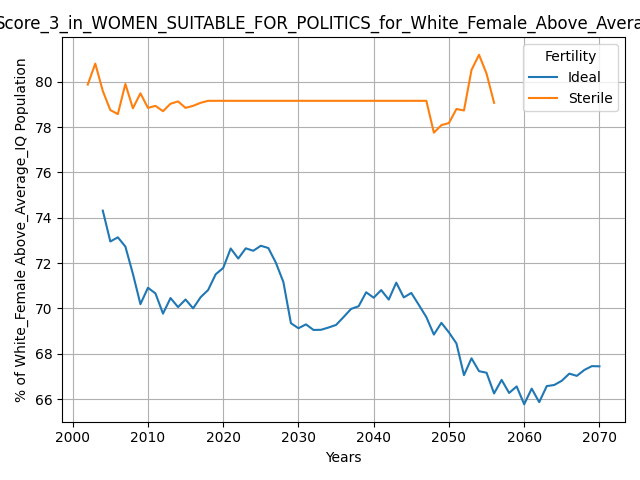 Score_3_in_WOMEN_SUITABLE_FOR_POLITICS_for_White_Female_Above_Avera
Fertility
Ideal
Sterile
% of White_Female Above_Average_IQ Population
80
78
76
74
72
70
68
66
2000
2010
2020
2030
2040
2050
2060
2070
Years